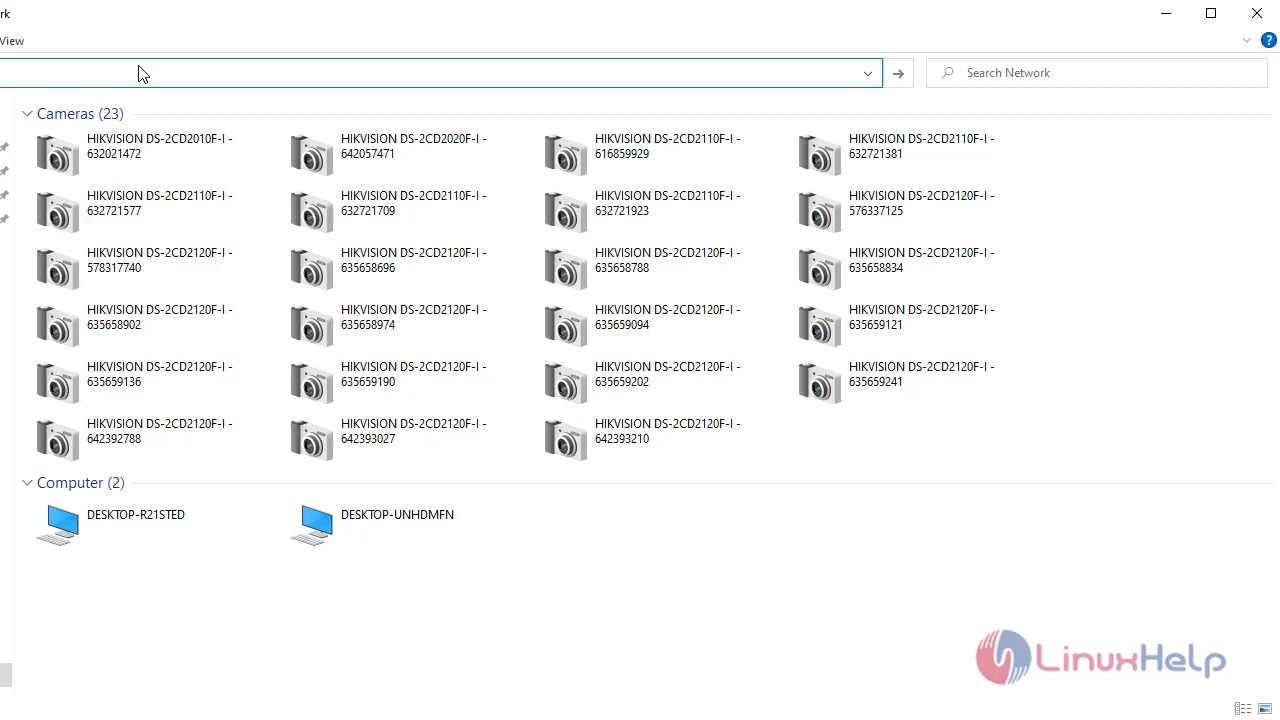 rk
View
?
Search Network
Cameras (23)
HIKVISION DS-2CD2010F-I -
632021472
HIKVISION DS-2CD2020F-I -
642057471
HIKVISION DS-2CD2110F-I -
616859929
HIKVISION DS-2CD2110F-I -
632721381
HIKVISION DS-2CD2110F-I -
632721577
HIKVISION DS-2CD2110F-I -
632721709
HIKVISION DS-2CD2110F-I -
632721923
HIKVISION DS-2CD2120F-I -
576337125
HIKVISION DS-2CD2120F-I -
578317740
HIKVISION DS-2CD2120F-I -
635658696
HIKVISION DS-2CD2120F-I -
635658788
HIKVISION DS-2CD2120F-I -
635658834
HIKVISION DS-2CD2120F-I -
635658902
HIKVISION DS-2CD2120F-I -
635658974
HIKVISION DS-2CD2120F-I -
635659094
HIKVISION DS-2CD2120F-I -
635659121
HIKVISION DS-2CD2120F-I -
635659136
HIKVISION DS-2CD2120F-I -
635659190
HIKVISION DS-2CD2120F-I -
635659202
HIKVISION DS-2CD2120F-I -
635659241
HIKVISION DS-2CD2120F-I -
642392788
HIKVISION DS-2CD2120F-I -
642393027
HIKVISION DS-2CD2120F-I -
642393210
Computer (2)
DESKTOP-R21STED
DESKTOP-UNHDMFN
LinuxHelp